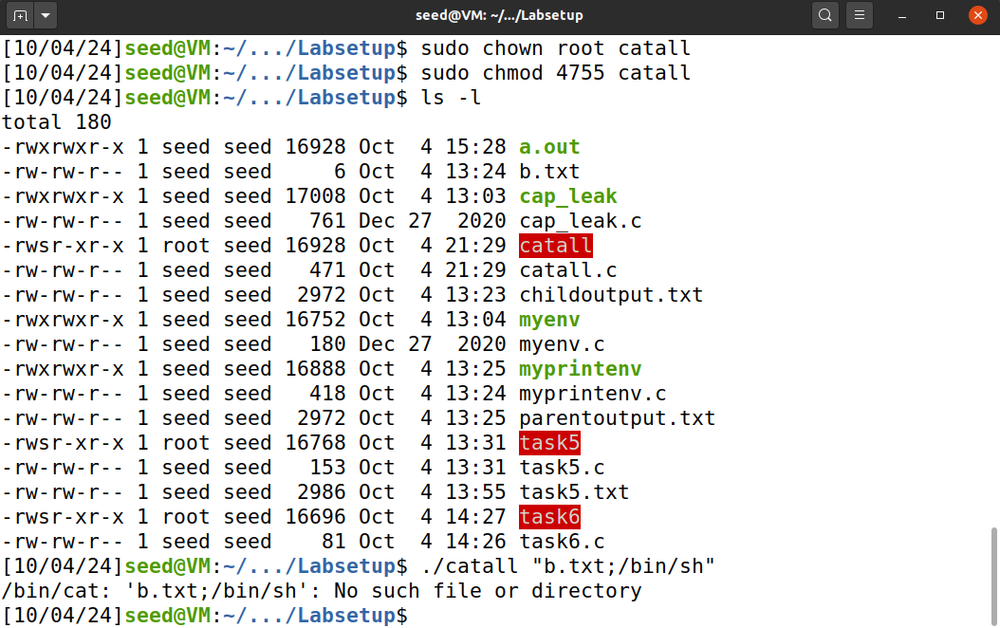 seed@VM: ~/.../Labsetup
[10/04/24]seed@VM:~/.../Labsetup$ sudo chown root catall
[10/04/24]seed@VM:~/.../Labsetup$ sudo chmod 4755 catall
[10/04/24]seed@VM:~/.../Labsetup$ ls -l
total 180
-rwxrwxr-x 1 seed seed 16928 Oct  4 15:28 a.out
-rw-rw-r-- 1 seed seed     6 Oct  4 13:24 b.txt
-rwxrwxr-x 1 seed seed 17008 Oct  4 13:03 cap_leak
-rw-rw-r-- 1 seed seed   761 Dec 27  2020 cap_leak.c
-rwsr-xr-x 1 root seed 16928 Oct  4 21:29 catall
-rw-rw-r-- 1 seed seed   471 Oct  4 21:29 catall.c
-rw-rw-r-- 1 seed seed  2972 Oct  4 13:23 childoutput.txt
-rwxrwxr-x 1 seed seed 16752 Oct  4 13:04 myenv
-rw-rw-r-- 1 seed seed   180 Dec 27  2020 myenv.c
-rwxrwxr-x 1 seed seed 16888 Oct  4 13:25 myprintenv
-rw-rw-r-- 1 seed seed   418 Oct  4 13:24 myprintenv.c
-rw-rw-r-- 1 seed seed  2972 Oct  4 13:25 parentoutput.txt
-rwsr-xr-x 1 root seed 16768 Oct  4 13:31 task5
-rw-rw-r-- 1 seed seed   153 Oct  4 13:31 task5.c
-rw-rw-r-- 1 seed seed  2986 Oct  4 13:55 task5.txt
-rwsr-xr-x 1 root seed 16696 Oct  4 14:27 task6
-rw-rw-r-- 1 seed seed    81 Oct  4 14:26 task6.c
[10/04/24]seed@VM:~/.../Labsetup$ ./catall "b.txt;/bin/sh"
/bin/cat: 'b.txt;/bin/sh': No such file or directory
[10/04/24]seed@VM:~/.../Labsetup$